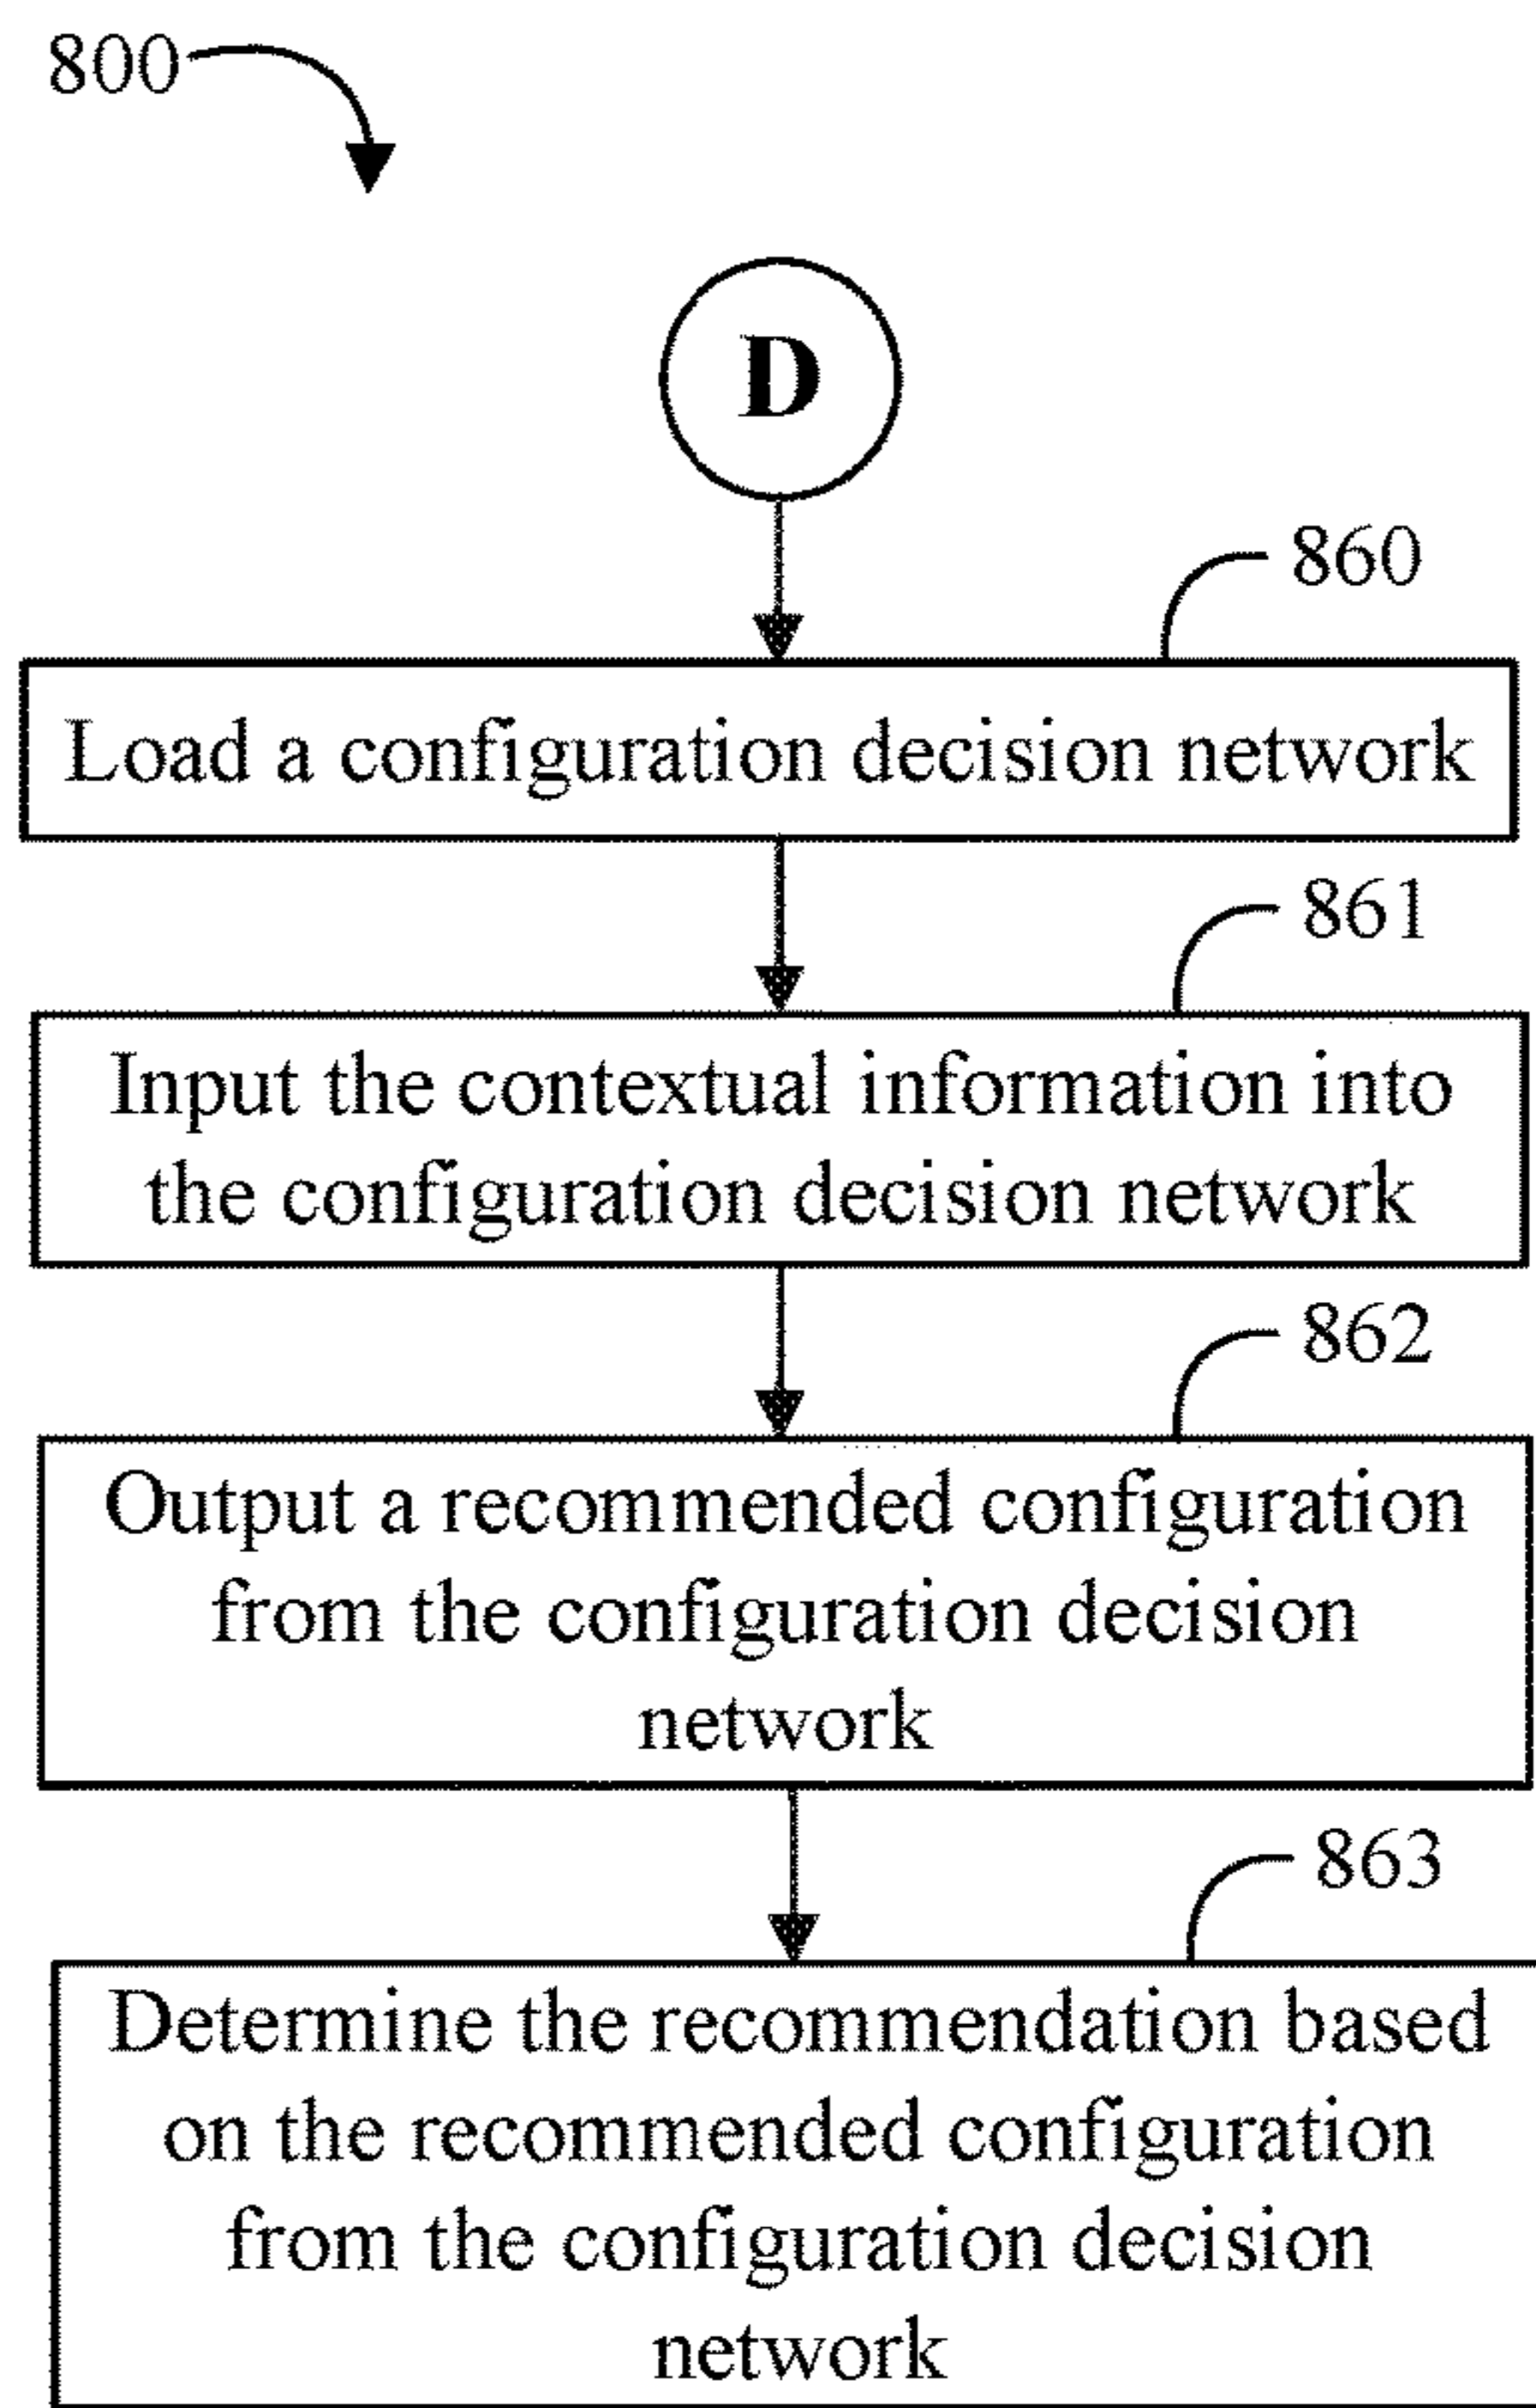 800
D
860
Load a configuration decision network
861
Input the contextual information into
the configuration decision network
862
Output a recommended configuration
from the configuration decision
network
863
Determine the recommendation based
on the recommended configuration
from the configuration decision
network